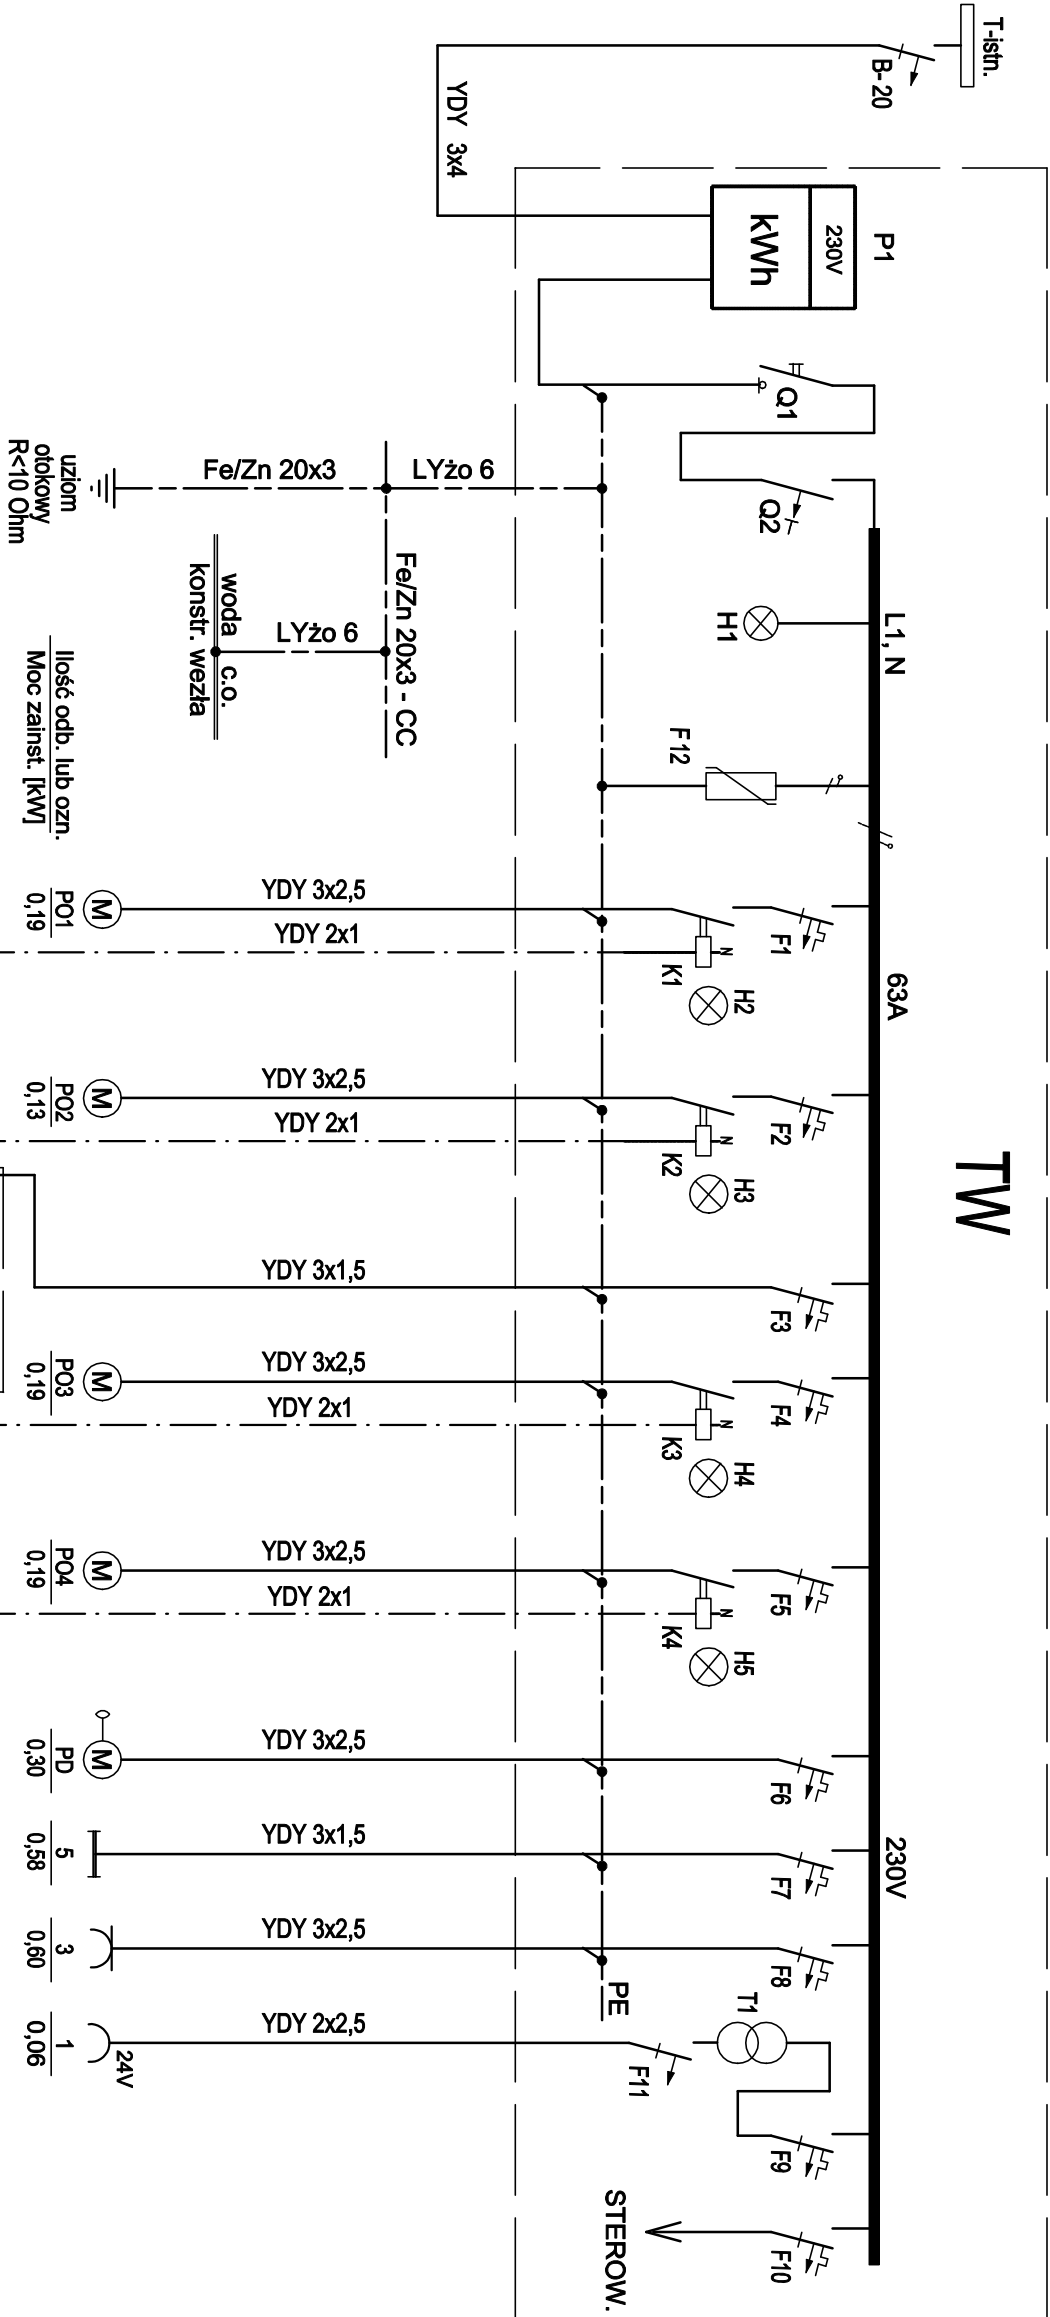 TW
T-istn.
B-20
YDY 3x4
P1
230V
kWh
Q1
Q2
L1, N
63A
230V
H1
F 12
LYżo 6
Fe/Zn 20x3
Fe/Zn 20x3 - CC
LYżo 6
uziom
otokowy
R<10 Ohm
woda c.o.
konstr. wezła
F1
N
K1
H2
F2
N
K2
H3
F3
F4
N
K3
H4
F5
N
K4
H5
F6
F7
F8
T1
F11
F9
F10
PE
STEROW.
YDY 3x2,5
YDY 2x1
YDY 3x2,5
YDY 2x1
YDY 3x1,5
YDY 3x2,5
YDY 2x1
YDY 3x2,5
YDY 2x1
YDY 3x2,5
YDY 3x1,5
YDY 3x2,5
YDY 2x2,5
M
M
M
M
M
24V
Ilość odb. lub ozn.
Moc zainst. [kW]
PO1
0,19
PO2
0,13
PO3
0,19
PO4
0,19
PD
0,30
5
0,58
3
0,60
1
0,06